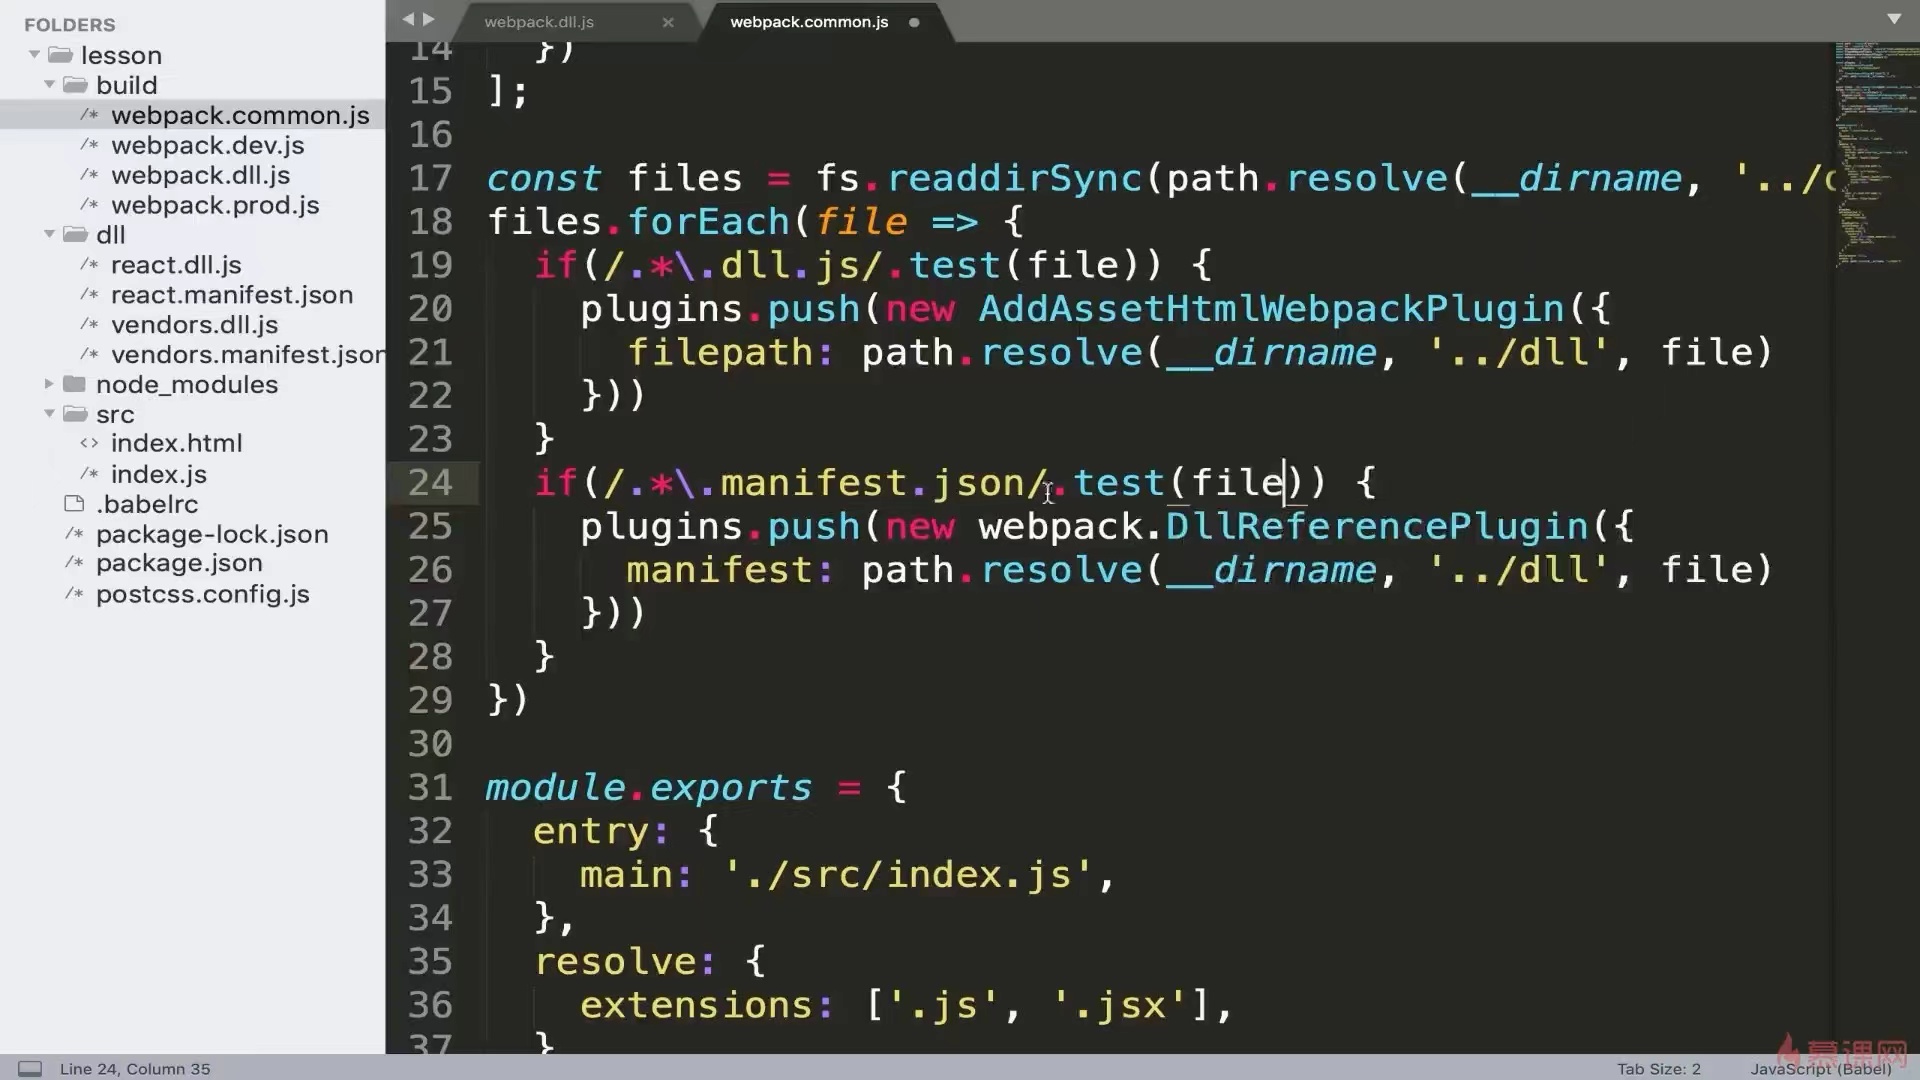 FOLDERS
lesson
build
/* webpack.common.js
/* webpack.dev.js
/* webpack.dll.js
/* webpack.prod.js
dll
/* react.dll.js
/* react.manifest.json
/* vendors.dll.js
/* vendors.manifest.json
node_modules
src
<> index.html
/* index.js
.babelrc
/* package-lock.json
/* package.json
/* postcss.config.js
webpack.dll.js ×
webpack.common.js
14 })
15 ];
16
17 const files = fs.readdirSync(path.resolve(__dirname, '../d
18 files.forEach(file => {
19 if(/.*\.dll.js/.test(file)) {
20 plugins.push(new AddAssetHtmlWebpackPlugin({
21 filepath: path.resolve(__dirname, '../dll', file)
22 }))
23 }
24 if(/.*\.manifest.json/.test(file)) {
25 plugins.push(new webpack.DllReferencePlugin({
26 manifest: path.resolve(__dirname, '../dll', file)
27 }))
28 }
29 })
30
31 module.exports = {
32 entry: {
33 main: './src/index.js',
34 },
35 resolve: {
36 extensions: ['.js', '.jsx'],
37 }
Line 24, Column 35
Tab Size: 2
JavaScript (Babel)
慕课网